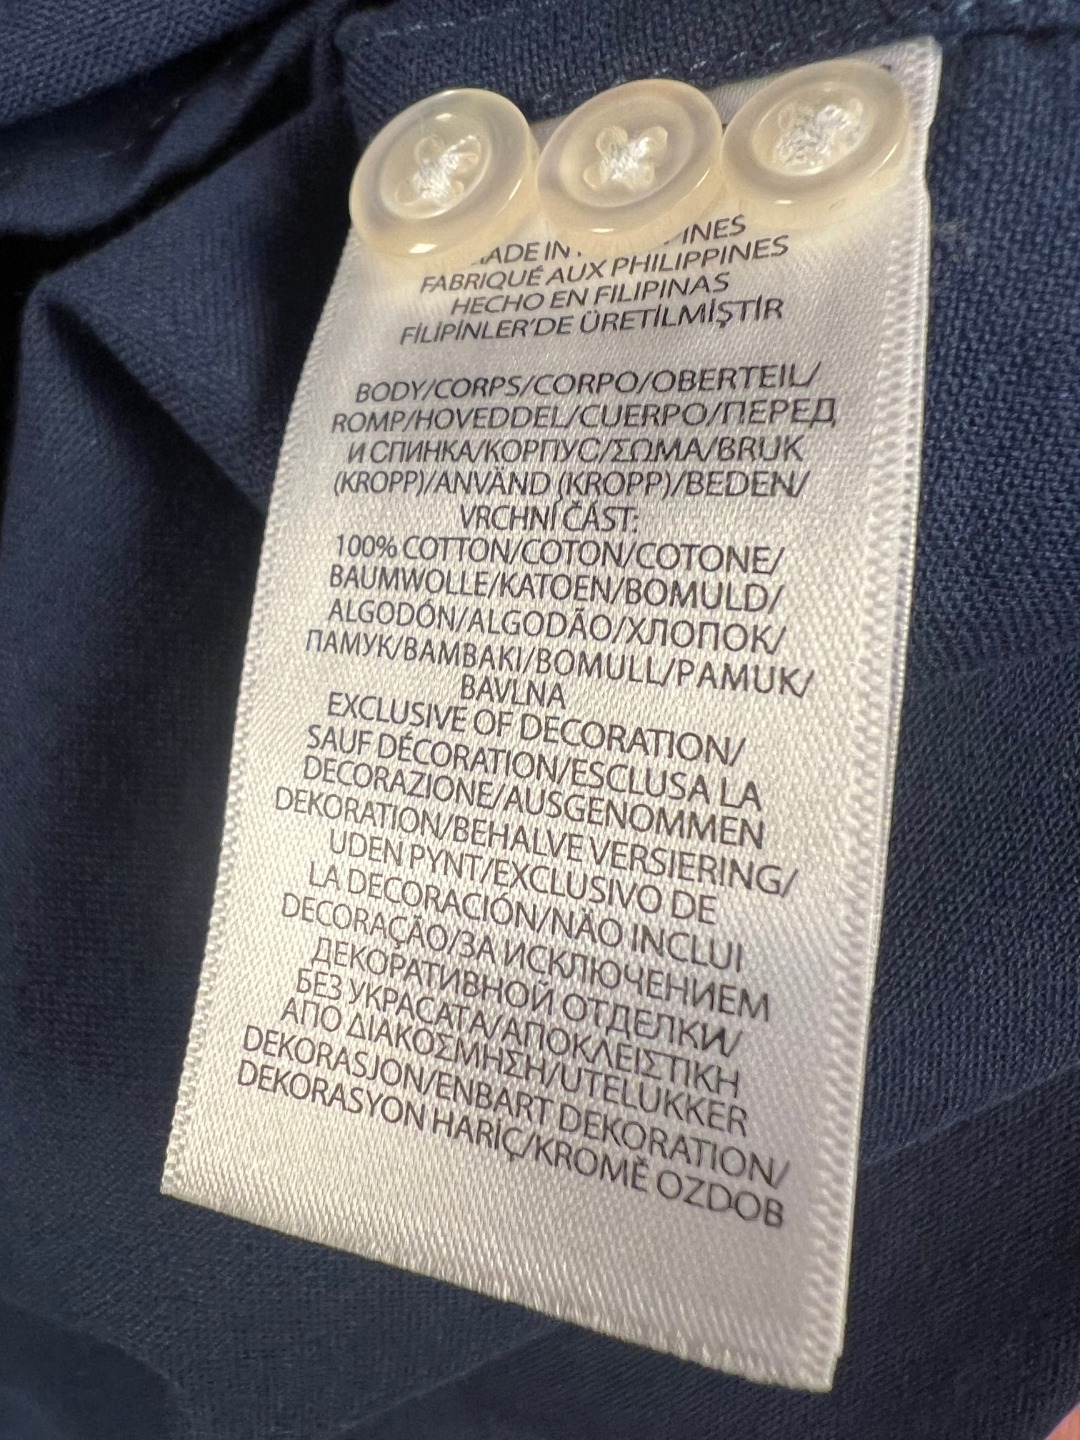 MADE IN PHILIPPINES
FABRIQUÉ AUX PHILIPPINES
HECHO EN FILIPINAS
FİLİPİNLER'DE ÜRETİLMİŞTİR
BODY/CORPS/CORPO/OBERTEIL/
ROMP/HOVEDDEL/CUERPO/ПЕРЕД
И СПИНКА/КОРПУС/ΣΩΜΑ/BRUK
(KROPP)/ANVÄND (KROPP)/BEDEN/
VRCHNÍ ČÁST:
100% COTTON/COTON/COTONE/
BAUMWOLLE/KATOEN/BOMULD/
ALGODÓN/ALGODÃO/ХЛОПОК/
ПАМУК/ΒΑΜΒΑΚΙ/BOMULL/PAMUK/
BAVLNA
EXCLUSIVE OF DECORATION/
SAUF DÉCORATION/ESCLUSA LA
DECORAZIONE/AUSGENOMMEN
DEKORATION/BEHALVE VERSIERING/
UDEN PYNT/EXCLUSIVO DE
LA DECORACIÓN/NÃO INCLUI
DECORAÇÃO/ЗА ИСКЛЮЧЕНИЕМ
ДЕКОРАТИВНОЙ ОТДЕЛКИ/
БЕЗ УКРАСАТА/ΑΠΟΚΛΕΙΣΤΙΚΗ
ΑΠΟ ΔΙΑΚΟΣΜΗΣΗ/UTELUKKER
DEKORASJON/ENBART DEKORATION/
DEKORASYON HARİÇ/KROMĚ OZDOB